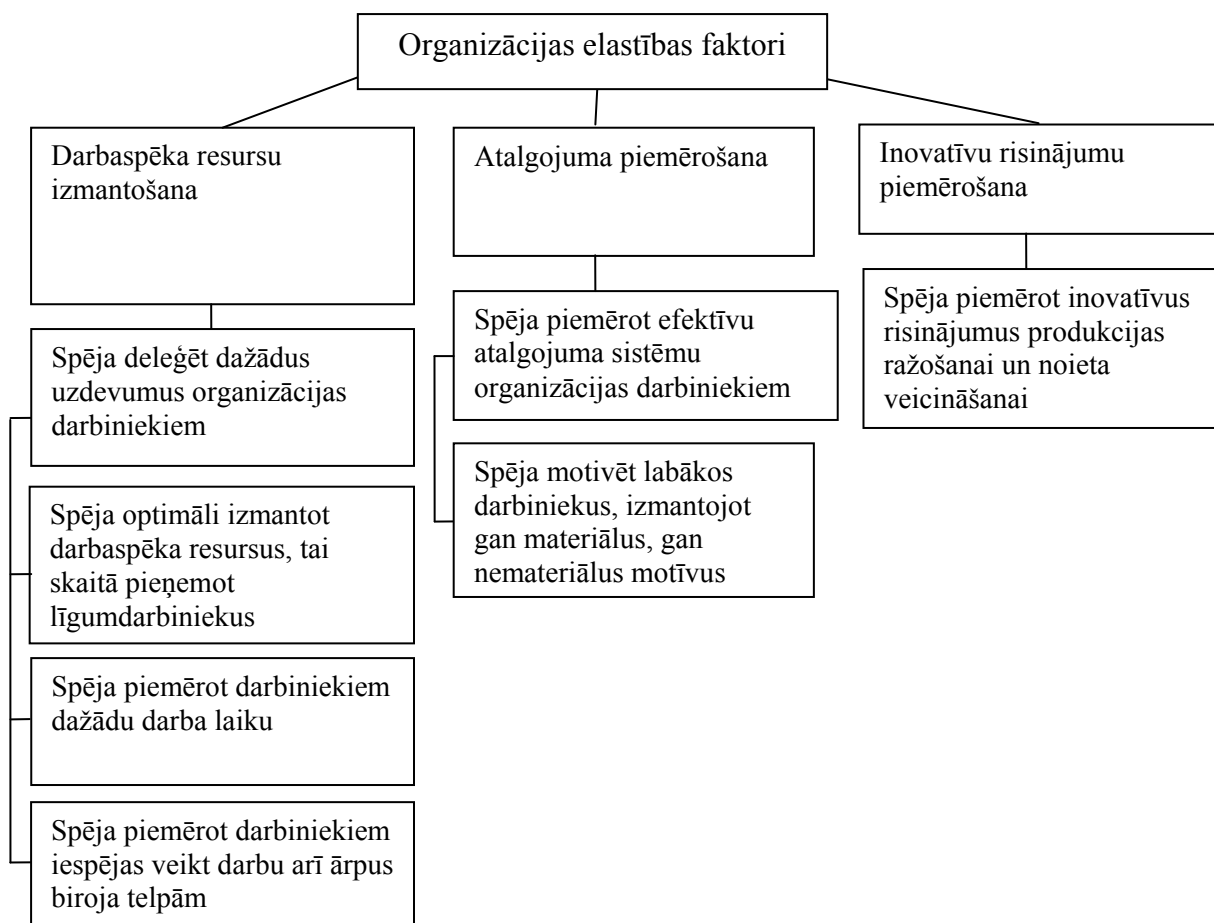 Organizācijas elastības faktori
Darbaspēka resursu
izmantošana
Spēja deleģēt dažādus
uzdevumus organizācijas
darbiniekiem
Spēja optimāli izmantot
darbaspēka resursus, tai
skaitā pieņemot
līgumdarbiniekus
Spēja piemērot darbiniekiem
dažādu darba laiku
Spēja piemērot darbiniekiem
iespējas veikt darbu arī ārpus
biroja telpām
Atalgojuma piemērošana
Spēja piemērot efektīvu
atalgojuma sistēmu
organizācijas darbiniekiem
Spēja motivēt labākos
darbiniekus, izmantojot
gan materiālus, gan
nemateriālus motīvus
Inovatīvu risinājumu
piemērošana
Spēja piemērot inovatīvus
risinājumus produkcijas
ražošanai un noieta
veicināšanai